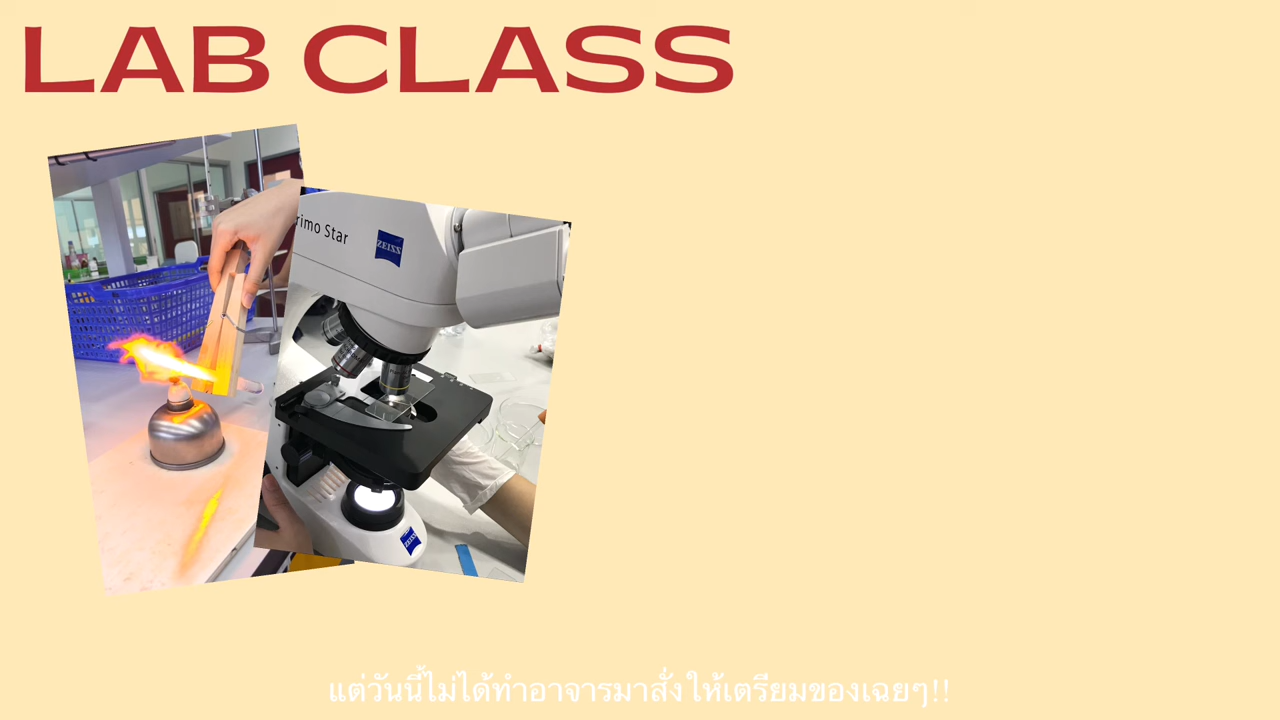 LAB CLASS
rimo Star
ZEISS
ZEISS
แต่วันนี้ไม่ได้ทำอาจารมาสั่งให้เตรียมของเฉยๆ!!